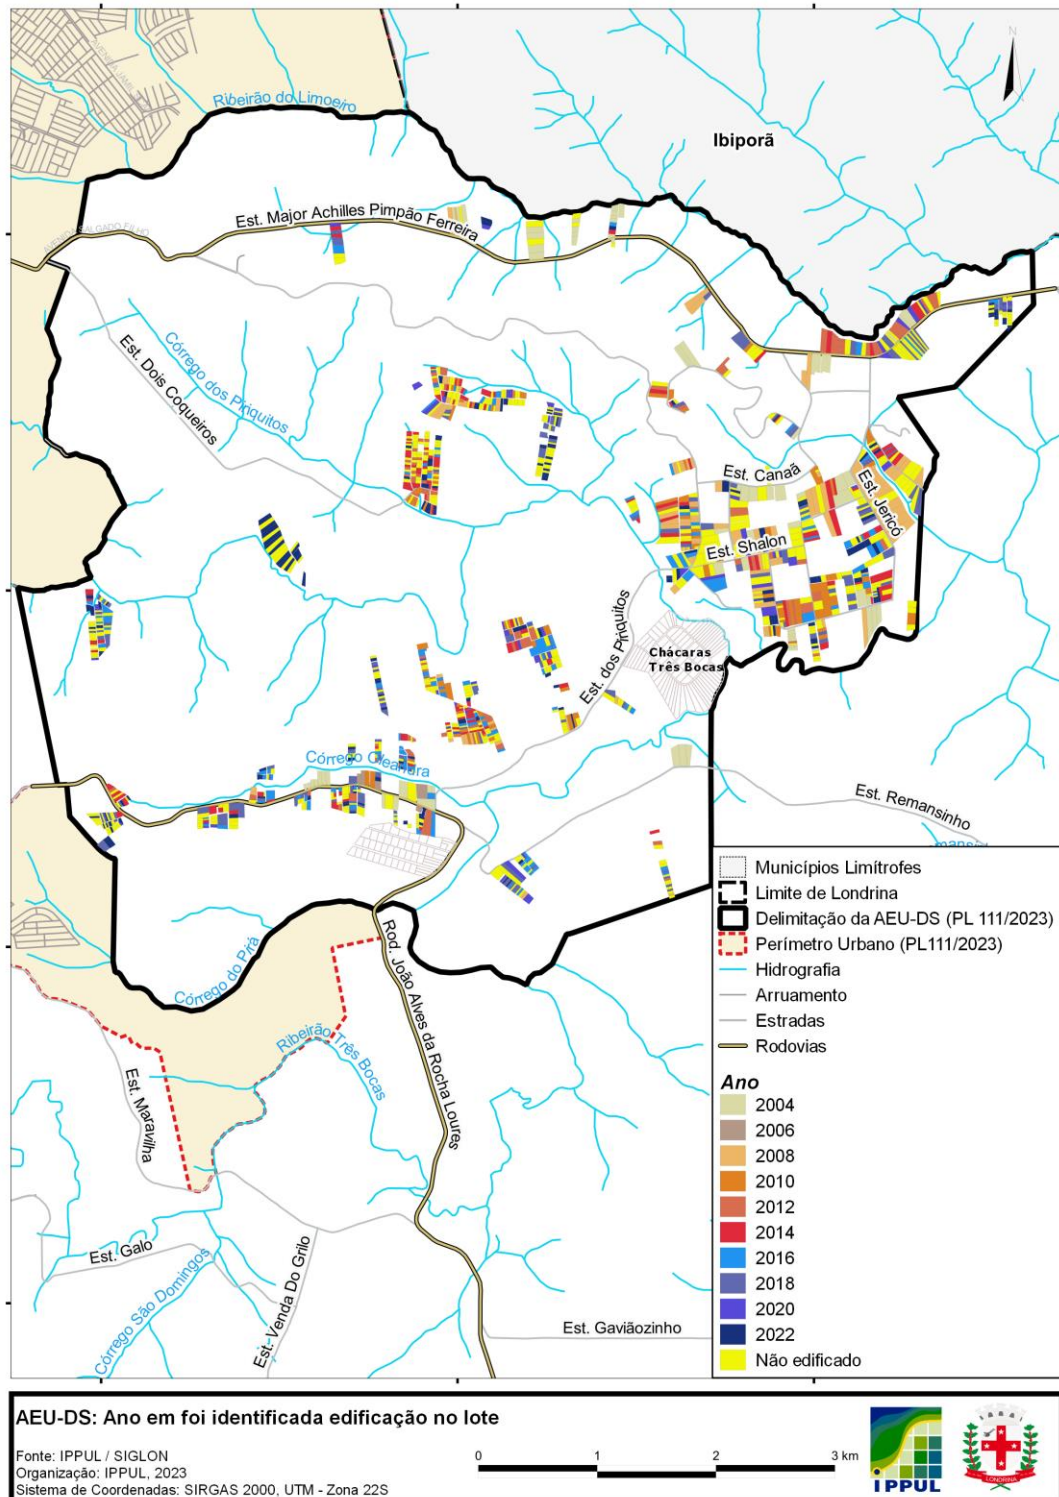 AVENIDA JAMIL
Ribeirão do Limoeiro
N
Ibiporã
Est. Major Achilles Pimpão Ferreira
AVENIDA SALGADO FILHO
Córrego dos Piriquitos
Est. Dois Coqueiros
Est. Canaã
Est. Jericó
Est. Shalon
Est. dos Piriquitos
Chácaras
Três Bocas
Córrego Oleandra
Est. Remansinho
Córrego do Pirá
Rod. João Alves da Rocha Loures
Ribeirão Três Bocas
Est. Maravilha
Est. Galo
Córrego São Domingos
Est. Venda Do Grilo
Est. Gaviãozinho
Municípios Limítrofes
Limite de Londrina
Delimitação da AEU-DS (PL 111/2023)
Perímetro Urbano (PL111/2023)
Hidrografia
Arruamento
Estradas
Rodovias
Ano
2004
2006
2008
2010
2012
2014
2016
2018
2020
2022
Não edificado
AEU-DS: Ano em foi identificada edificação no lote
Fonte: IPPUL / SIGLON
Organização: IPPUL, 2023
Sistema de Coordenadas: SIRGAS 2000, UTM - Zona 22S
0 1 2 3 km
IPPUL
LONDRINA